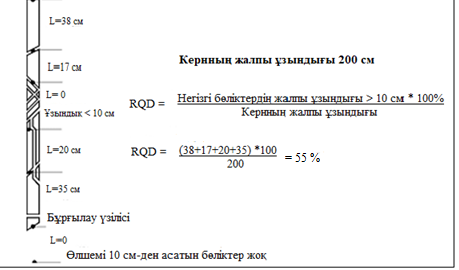 L=38 см
Кернның жалпы ұзындығы 200 см
L=17 см
L= 0
Ұзындық < 10 см
RQD = Негізгі бөліктердің жалпы ұзындығы > 10 см * 100%
Кернның жалпы ұзындығы
L=20 см
RQD = (38+17+20+35) *100
200
= 55 %
L=35 см
Бұрғылау үзілісі
L=0
Өлшемі 10 см-ден асатын бөліктер жоқ